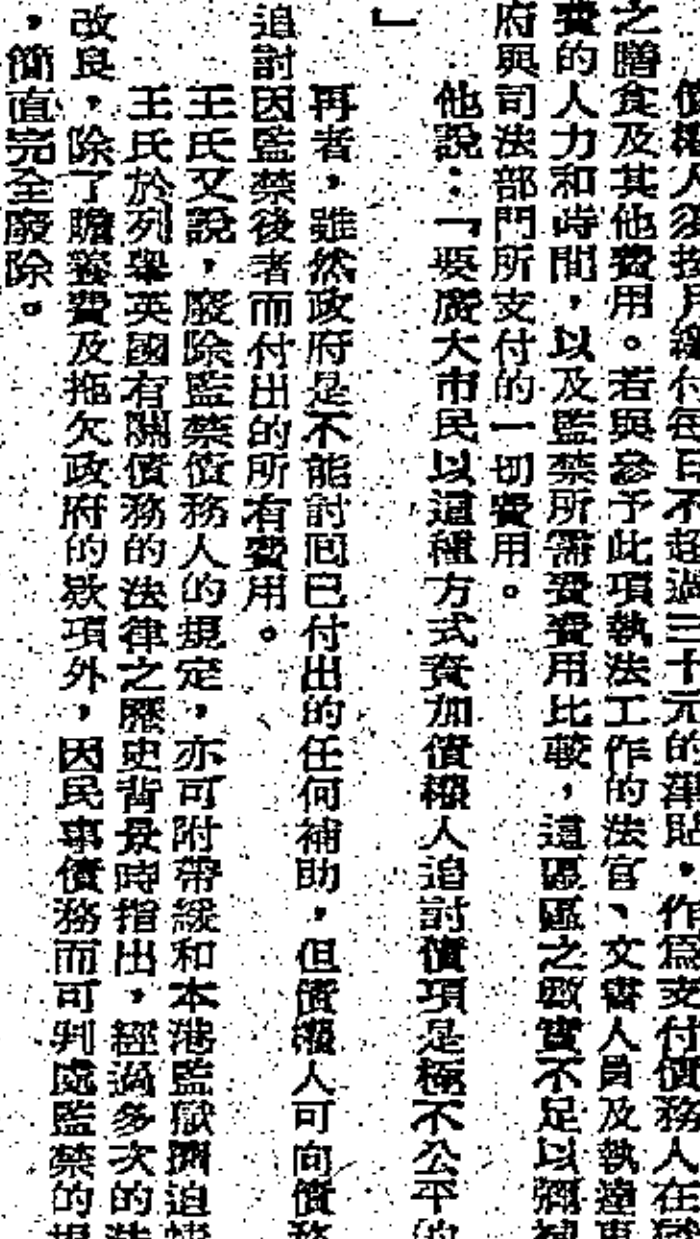 債權人須按月繳付每日不超過三十元的津貼，作爲支付債務人在獄
之膳食及其他費用。若與參予此項執法工作的法官、文書人員及執達
費的人力和時間，以及監禁所需要費用比較，這區區之數實不足以彌補
府與司法部門所支付的一切費用。
他說：「要廣大市民以這種方式資加債權人追討債項是極不公平的
」
再者，雖然政府是不能討囘已付出的任何補助，但債權人可向債務
追討因監禁後者而付出的所有費用。
王氏又說，廢除監禁債務人的規定，亦可附帶緩和本港監獄擠迫
王氏於列舉英國有關債務的法律之歷史背景時指出，經過多次的法
改良，除了贍養費及拖欠政府的欵項外，因民事債務而可判處監禁的
，簡直完全廢除。